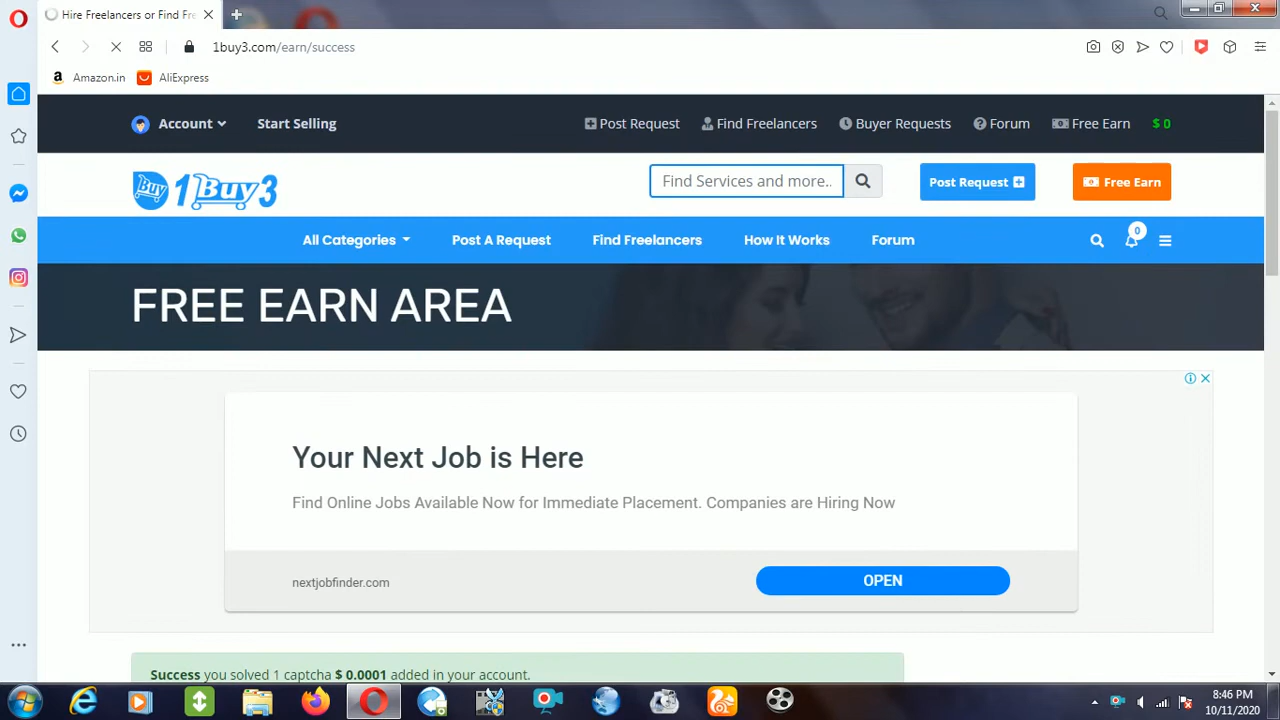 Hire Freelancers or Find Fre
1buy3.com/earn/success
Amazon.in
AliExpress
Account
Start Selling
Post Request
Find Freelancers
Buyer Requests
Forum
Free Earn
$ 0
Buy
1Buy3
Find Services and more..
Post Request
Free Earn
All Categories
Post A Request
Find Freelancers
How It Works
Forum
0
FREE EARN AREA
Your Next Job is Here
Find Online Jobs Available Now for Immediate Placement. Companies are Hiring Now
nextjobfinder.com
OPEN
Success you solved 1 captcha $ 0.0001 added in your account.
8:46 PM
10/11/2020